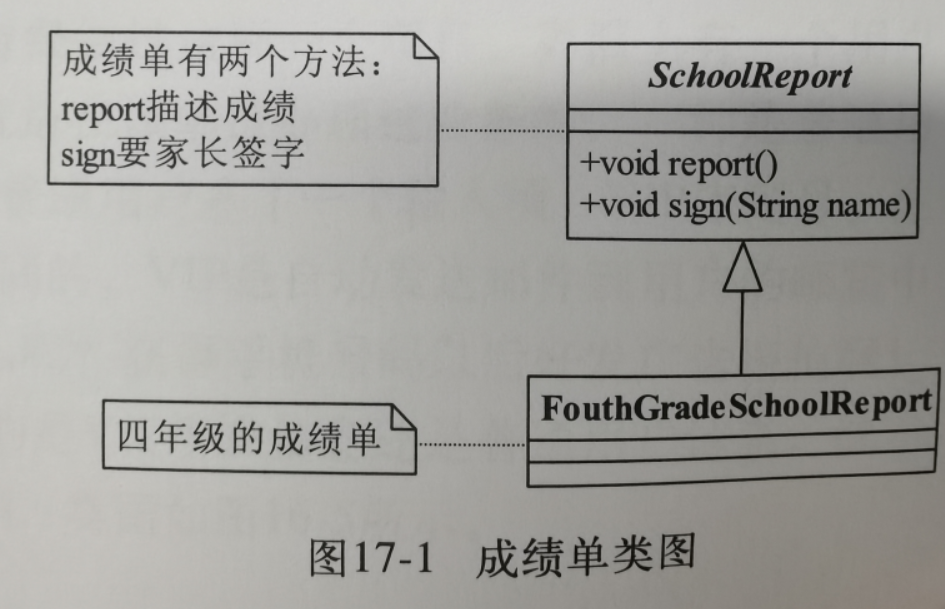 成绩单有两个方法：
report描述成绩
sign要家长签字
SchoolReport
+void report()
+void sign(String name)
四年级的成绩单
FouthGradeSchoolReport
图17-1 成绩单类图